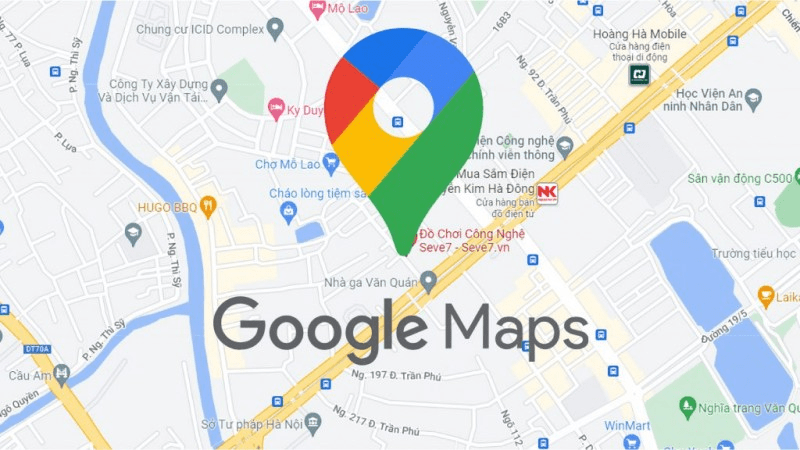 Mộ Lao
1683
Nguyễn
Chung cư ICID Complex
P. Ng. Thì Sỹ
Ng. 77 P. Lụa
Hoàng Hà Mobile
Cửa hàng điện
thoại di động
Công Ty Xây Dựng
Và Dịch Vụ Vận Tải...
Ng. 92 Đ. Trần Phú
Học Viện An
ninh Nhân Dân
Ky Duy
P. Lụa
Công nghệ
chính viễn thông
Chợ Mỗ Lao
Mua Sắm Điện
Kim Hà Đông
Cửa hàng bán
đồ điện tử
NK
Sân vận động C500
Cháo lòng tiệm
HUGO BBQ
Đồ Chơi Công Nghệ
Seve7 - Seve7.vn
P. Ng. Thì Sỹ
Trường tiểu học
Nhà ga Văn Quán
Laika
Google Maps
Đường 19/5
P. Ng. Thì Sỹ
DT70A
Cầu Am
Ng. 197 Đ. Trần Phú
Quyền
Sở Tư pháp Hà Nội
Ng. 217 Đ. Trần Phú
Nghĩa trang Văn
Ngõ 112
WinMart